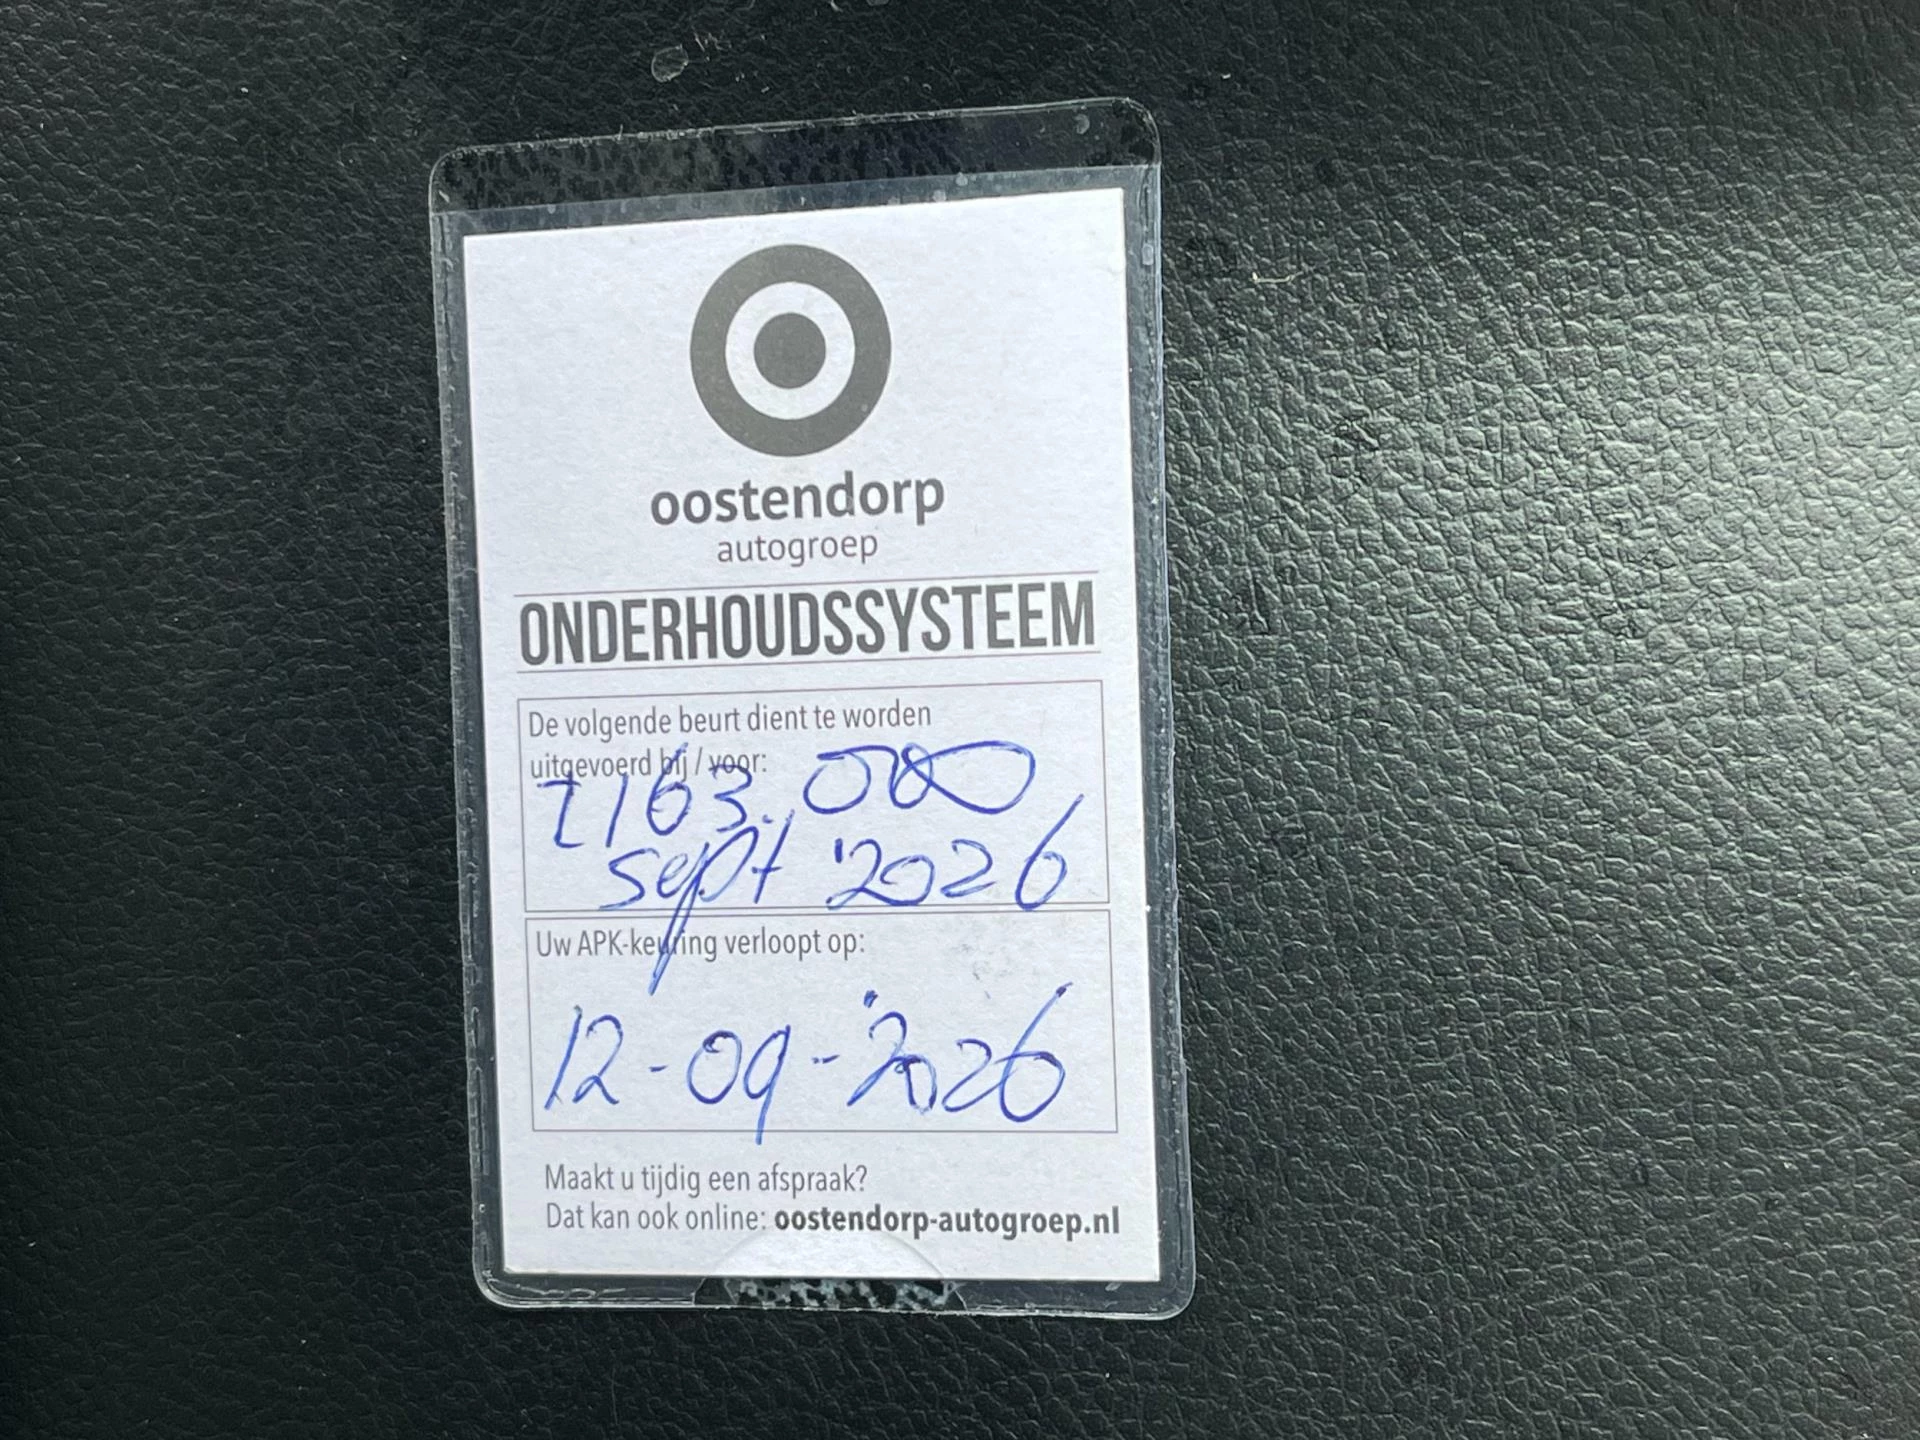 oostendorp
autogroep
ONDERHOUDSSYSTEEM
De volgende beurt dient te worden
uitgevoerd bij / voor:
± 163.000
sept 2026
Uw APK-keuring verloopt op:
12-09-2026
Maakt u tijdig een afspraak?
Dat kan ook online: oostendorp-autogroep.nl